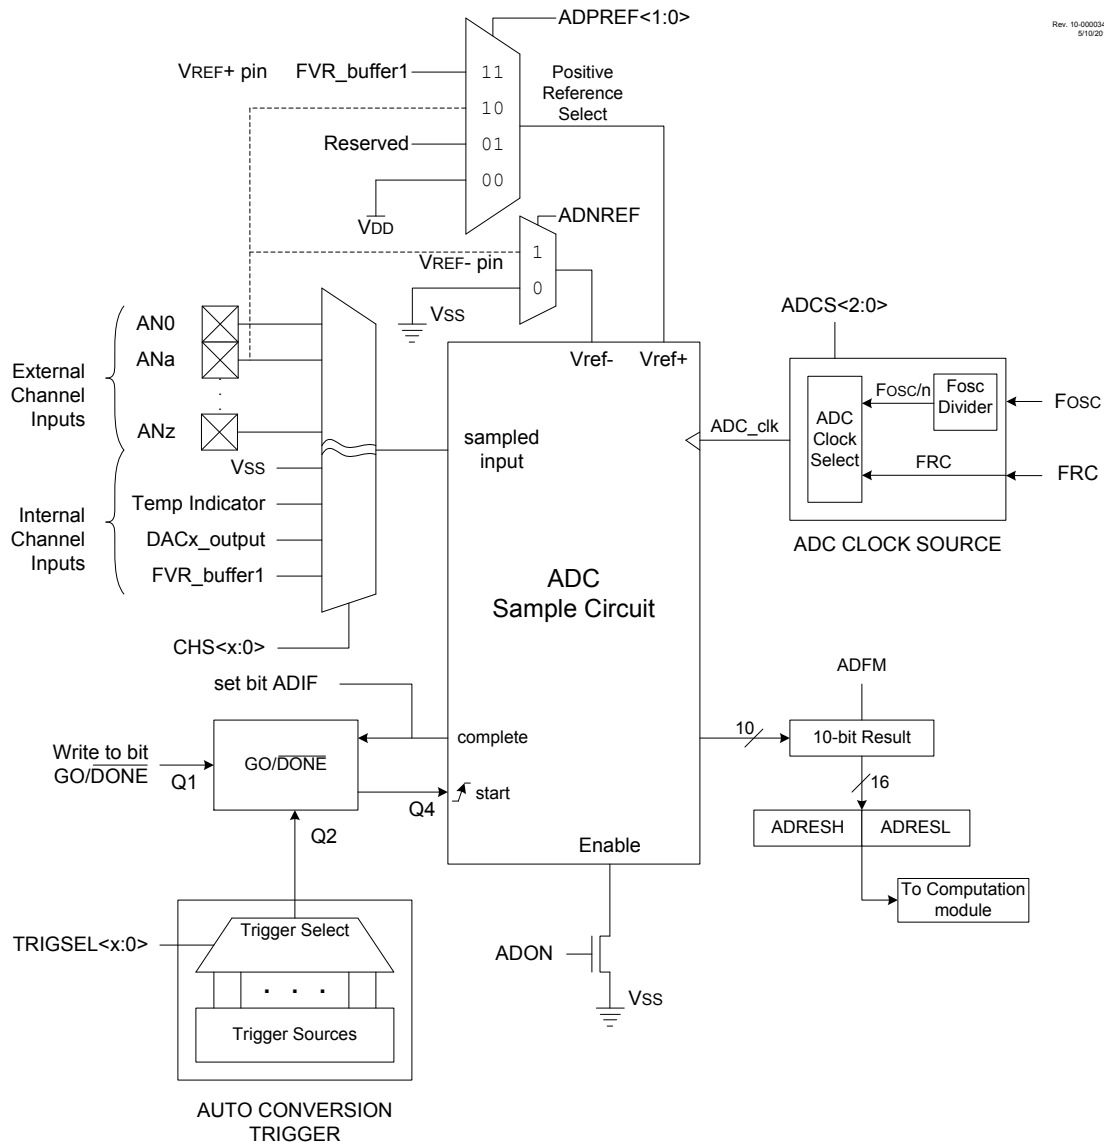 ADPREF<1:0>
Rev. 10-000034
5/10/20
VREF+ pin
FVR_buffer1
11
Positive
Reference
Select
10
Reserved
01
00
VDD
ADNREF
VREF- pin
1
0
VSS
ADCS<2:0>
External
Channel
Inputs
AN0
ANa
ANz
Vref-
Vref+
FOSC/n
Fosc
Divider
FOSC
ADC
Clock
Select
ADC_clk
FRC
FRC
sampled
input
VSS
Internal
Channel
Inputs
Temp Indicator
DACx_output
FVR_buffer1
ADC CLOCK SOURCE
ADC
Sample Circuit
CHS<x:0>
set bit ADIF
ADFM
Write to bit
GO/DONE
Q1
GO/DONE
complete
10
10-bit Result
Q4
start
16
Q2
Enable
ADRESH
ADRESL
To Computation
module
TRIGSEL<x:0>
Trigger Select
ADON
. . .
VSS
Trigger Sources
AUTO CONVERSION
TRIGGER